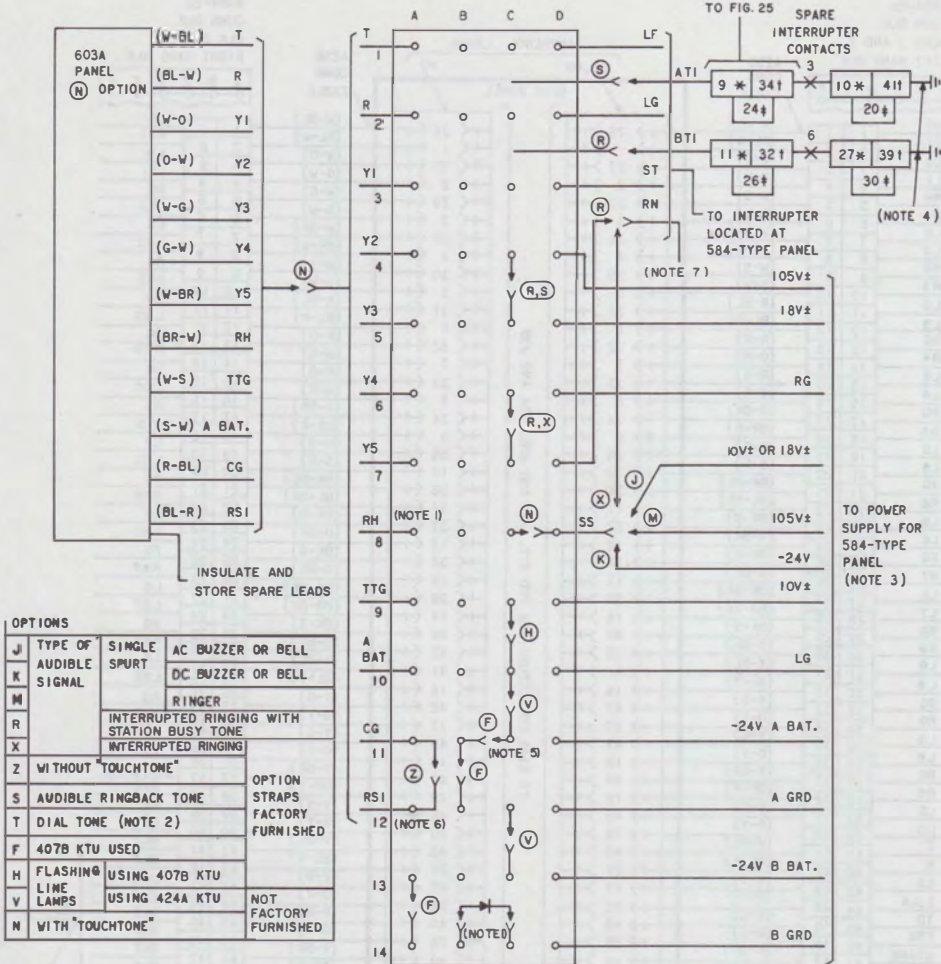 A B C D
TO FIG. 25
SPARE
INTERRUPTER
CONTACTS
603A
PANEL
Ⓝ OPTION
(W-BL) T
(BL-W) R
(W-O) Y1
(O-W) Y2
(W-G) Y3
(G-W) Y4
(W-BR) Y5
(BR-W) RH
(W-S) TTG
(S-W) A BAT.
(R-BL) CG
(BL-R) RS1
INSULATE AND
STORE SPARE LEADS
N
T
1
R
2
Y1
3
Y2
4
Y3
5
Y4
6
Y5
7
RH (NOTE 1)
8
TTG
9
A
BAT
10
CG
11
RS1
12 (NOTE 6)
13
14
LF
S
AT1
9 * 34†
24‡
3
10* 41†
20‡
LG
R
BT1
11 * 32†
26‡
6
27* 39†
30‡
(NOTE 4)
ST
R
RN
TO INTERRUPTER
LOCATED AT
584-TYPE PANEL
(NOTE 7)
105V±
R,S
18V±
RG
R,X
10V± OR 18V±
J
X
M
N
SS
105V±
K
-24V
TO POWER
SUPPLY FOR
584-TYPE
PANEL
(NOTE 3)
10V±
H
LG
V
F
-24V A BAT.
(NOTE 5)
Z
F
A GRD
V
-24V B BAT.
F
(NOTE 1)
B GRD
OPTIONS
J TYPE OF AUDIBLE SIGNAL SINGLE SPURT AC BUZZER OR BELL
K DC BUZZER OR BELL
M RINGER
R INTERRUPTED RINGING WITH
STATION BUSY TONE
X INTERRUPTED RINGING
Z WITHOUT "TOUCHTONE" OPTION STRAPS FACTORY FURNISHED
S AUDIBLE RINGBACK TONE
T DIAL TONE (NOTE 2)
F 407B KTU USED
H FLASHING LINE LAMPS USING 407B KTU
V USING 424A KTU NOT FACTORY FURNISHED
N WITH "TOUCHTONE"